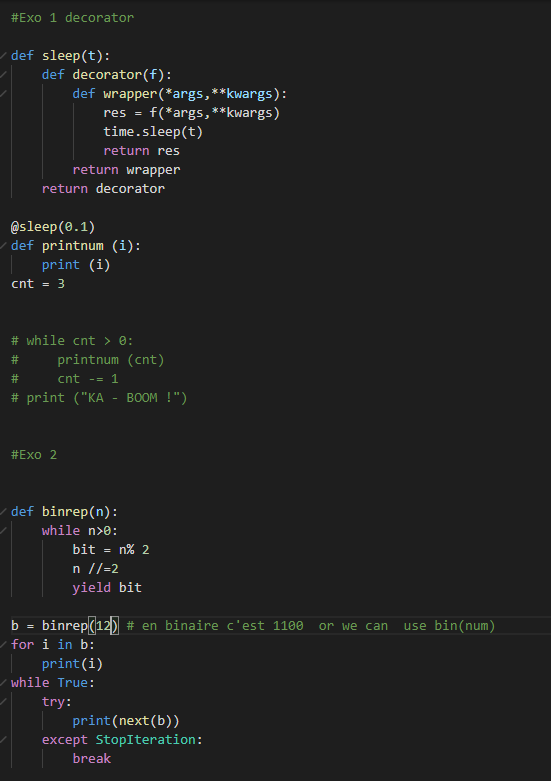 #Exo 1 decorator
def sleep(t):
    def decorator(f):
        def wrapper(*args,**kwargs):
            res = f(*args,**kwargs)
            time.sleep(t)
            return res
        return wrapper
    return decorator
@sleep(0.1)
def printnum (i):
    print (i)
cnt = 3
# while cnt > 0:
#     printnum (cnt)
#     cnt -= 1
# print ("KA - BOOM !")
#Exo 2
def binrep(n):
    while n>0:
        bit = n% 2
        n //=2
        yield bit
b = binrep(12) # en binaire c'est 1100  or we can  use bin(num)
for i in b:
    print(i)
while True:
    try:
        print(next(b))
    except StopIteration:
        break